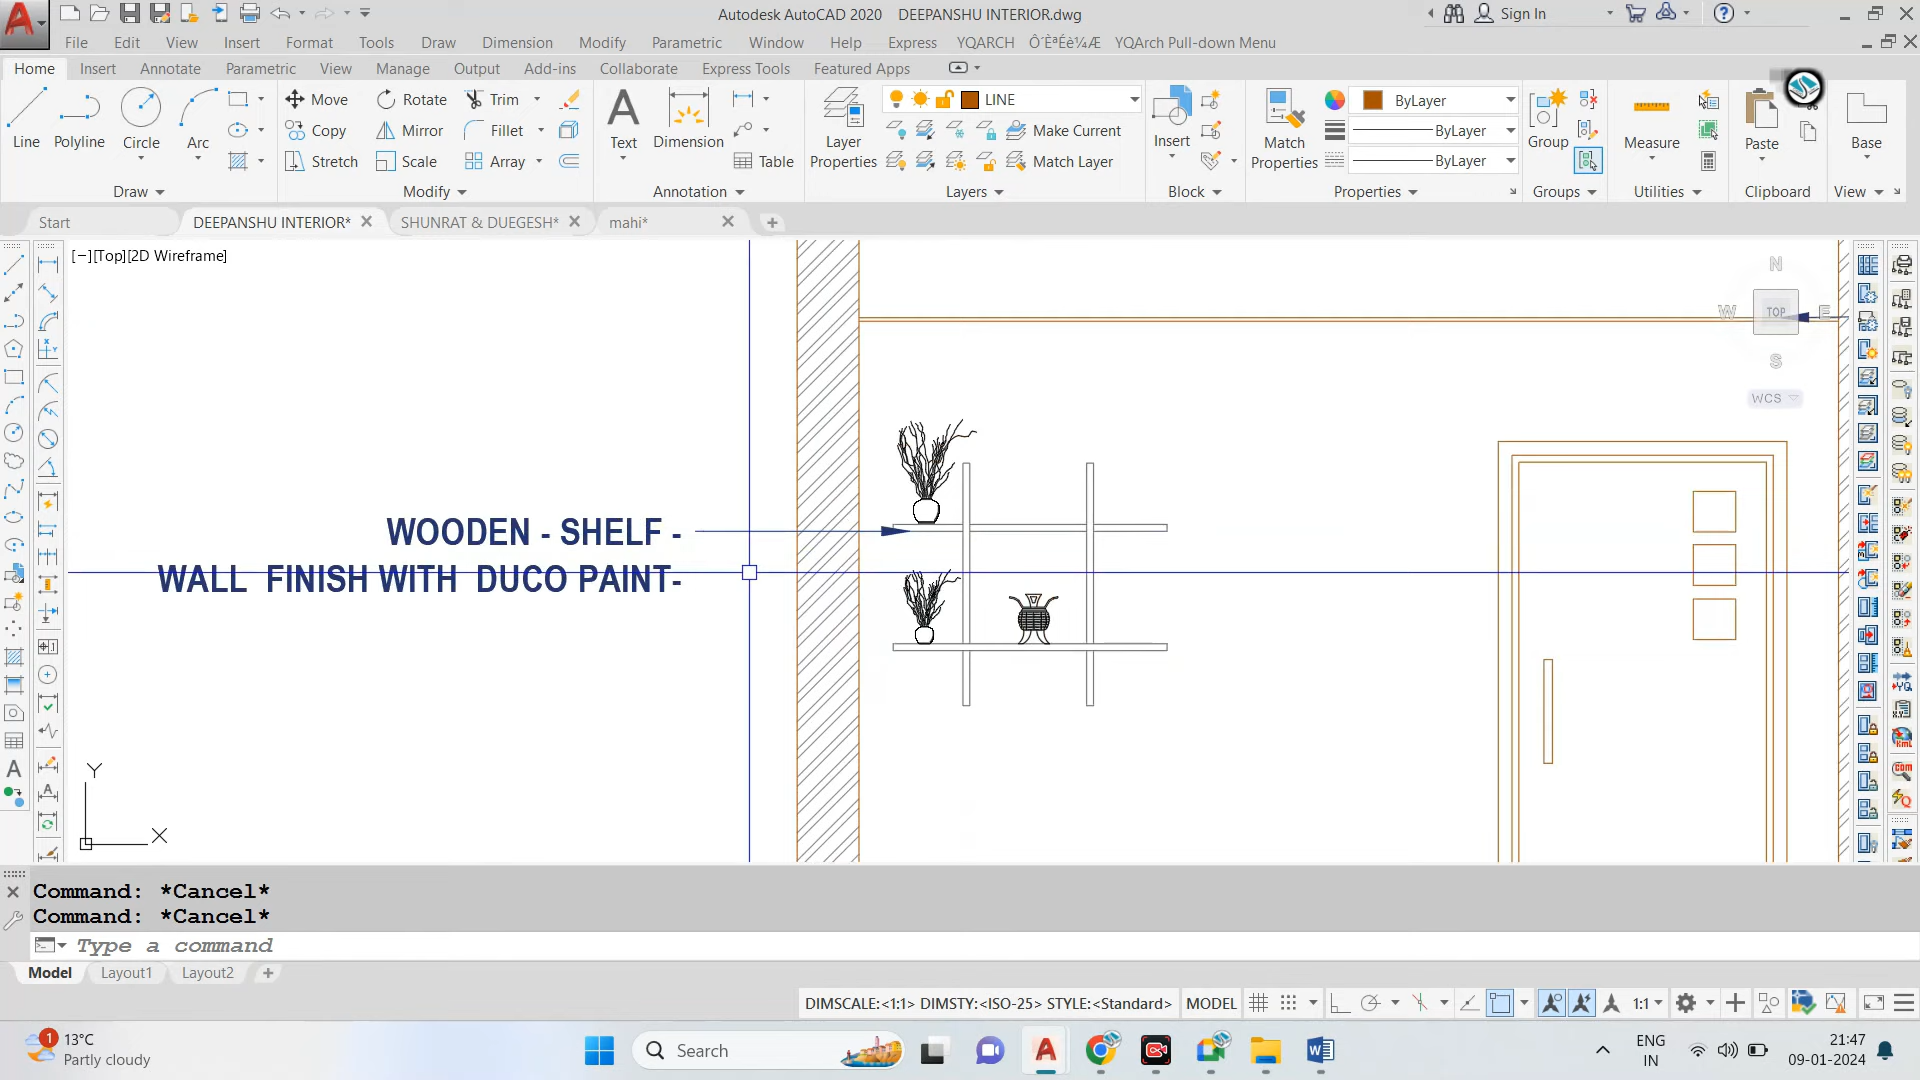 Autodesk AutoCAD 2020 DEEPANSHU INTERIOR.dwg
Sign In
File Edit View Insert Format Tools Draw Dimension Modify Parametric Window Help Express YQARCH Ô´ÈªÉè¼Æ YQArch Pull-down Menu
Home Insert Annotate Parametric View Manage Output Add-ins Collaborate Express Tools Featured Apps
Line Polyline Circle Arc
Move Rotate Trim
Copy Mirror Fillet
Stretch Scale Array
Text Dimension Table
Layer Properties
LINE
Make Current
Match Layer
Insert
Match Properties
ByLayer
ByLayer
ByLayer
Group Measure Paste Base
Draw Modify Annotation Layers Block Properties Groups Utilities Clipboard View
Start DEEPANSHU INTERIOR* SHUNRAT & DUEGESH* mahi*
[−][Top][2D Wireframe]
N
W TOP E
S
WCS
WOODEN - SHELF -
WALL FINISH WITH DUCO PAINT-
Y
X
Command: *Cancel*
Command: *Cancel*
Type a command
Model Layout1 Layout2
DIMSCALE:<1:1> DIMSTY:<ISO-25> STYLE:<Standard> MODEL 1:1
1
13°C
Partly cloudy
Search
ENG
IN
21:47
09-01-2024